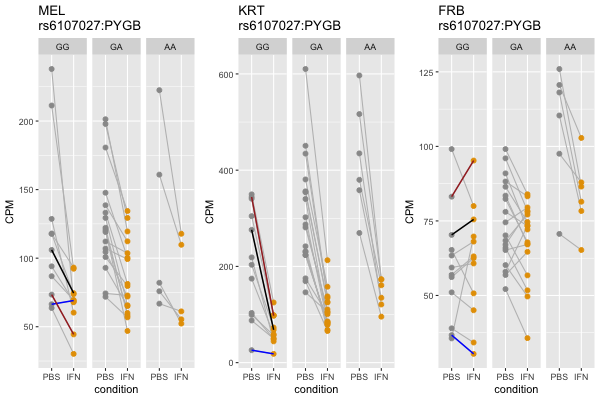 MEL
rs6107027:PYGB
GG GA AA
CPM
200
150
100
50
PBS IFN PBS IFN PBS IFN
condition
KRT
rs6107027:PYGB
GG GA AA
CPM
600
400
200
0
PBS IFN PBS IFN PBS IFN
condition
FRB
rs6107027:PYGB
GG GA AA
CPM
125
100
75
50
PBS IFN PBS IFN PBS IFN
condition